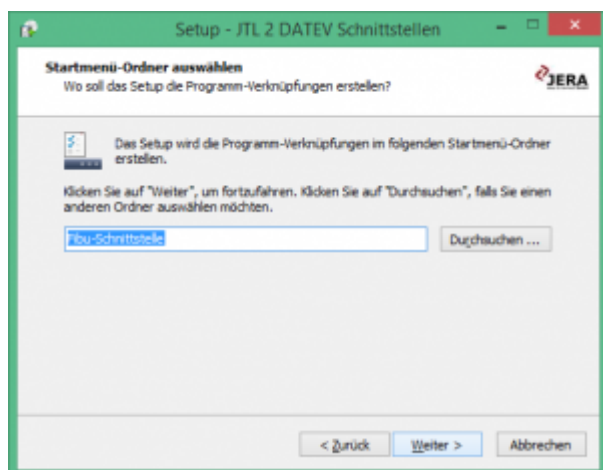 Setup - JTL 2 DATEV Schnittstellen
Startmenü-Ordner auswählen
Wo soll das Setup die Programm-Verknüpfungen erstellen?
JERA
Das Setup wird die Programm-Verknüpfungen im folgenden Startmenü-Ordner
erstellen.
Klicken Sie auf "Weiter", um fortzufahren. Klicken Sie auf "Durchsuchen", falls Sie einen
anderen Ordner auswählen möchten.
Fibu-Schnittstelle
Durchsuchen ...
< Zurück
Weiter >
Abbrechen